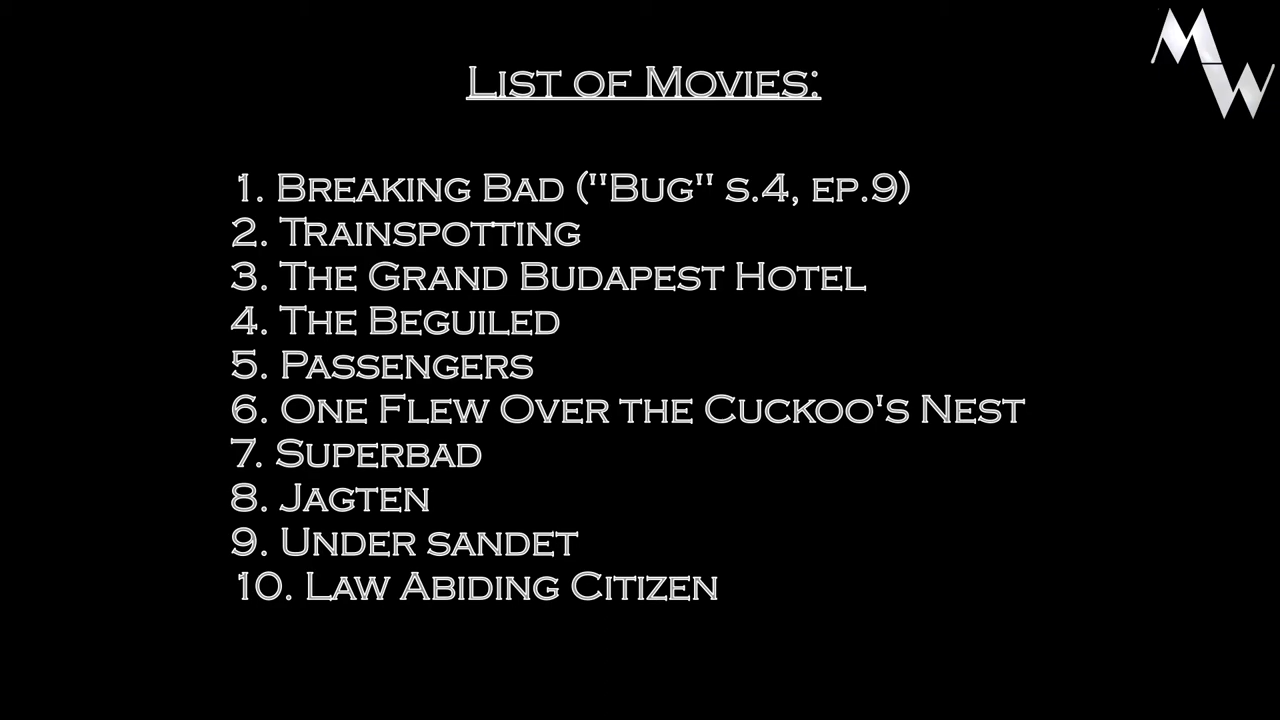 MW
List of Movies:
1. Breaking Bad ("Bug" s.4, ep.9)
2. Trainspotting
3. The Grand Budapest Hotel
4. The Beguiled
5. Passengers
6. One Flew Over the Cuckoo's Nest
7. Superbad
8. Jagten
9. Under sandet
10. Law Abiding Citizen